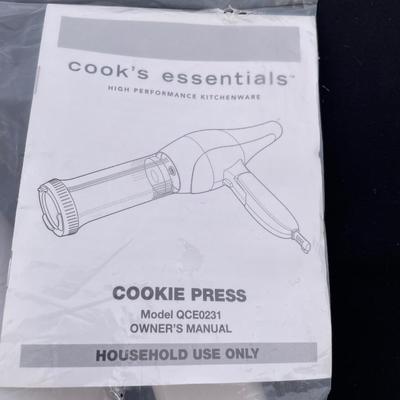 cook's essentials™
HIGH PERFORMANCE KITCHENWARE
COOKIE PRESS
Model QCE0231
OWNER'S MANUAL
HOUSEHOLD USE ONLY